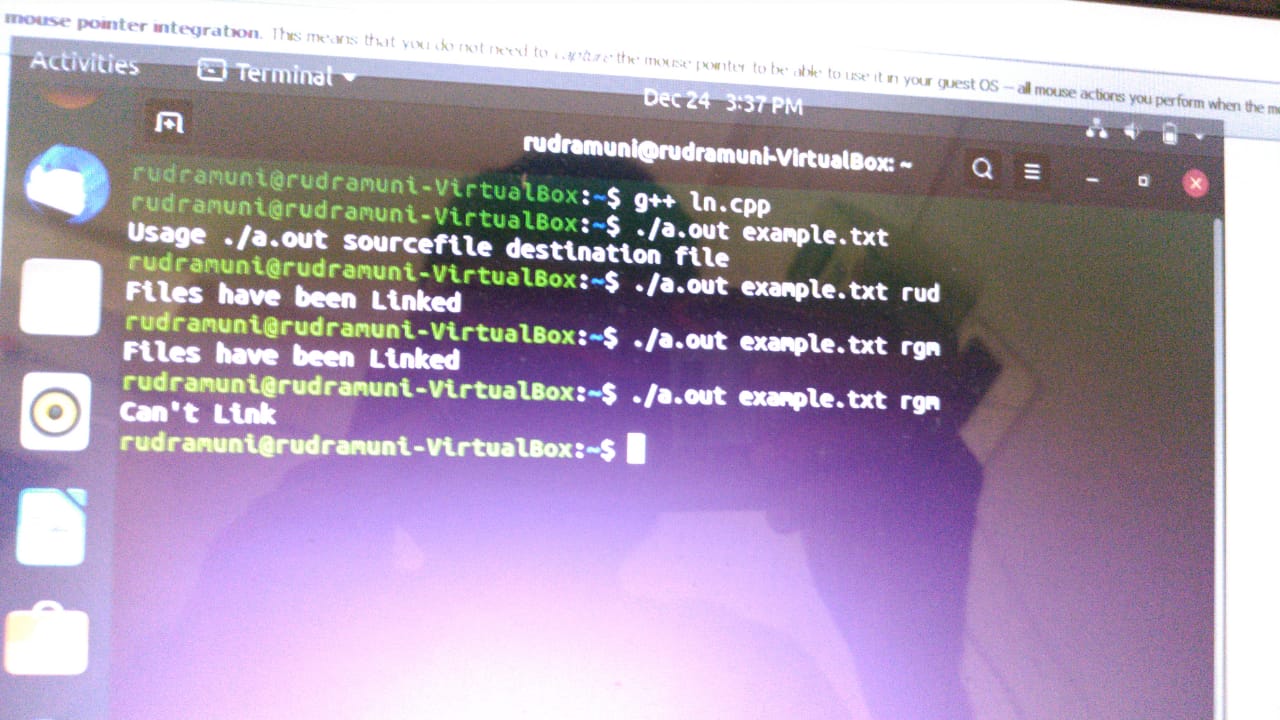 mouse pointer integration. This means that you do not need to capture the mouse pointer to be able to use it in your guest OS – all mouse actions you perform when the
Activities
Terminal
Dec 24 3:37 PM
rudramuni@rudramuni-VirtualBox: ~
rudramuni@rudramuni-VirtualBox:~$ g++ ln.cpp
rudramuni@rudramuni-VirtualBox:~$ ./a.out example.txt
Usage ./a.out sourcefile destination file
rudramuni@rudramuni-VirtualBox:~$ ./a.out example.txt rud
Files have been Linked
rudramuni@rudramuni-VirtualBox:~$ ./a.out example.txt rgm
Files have been Linked
rudramuni@rudramuni-VirtualBox:~$ ./a.out example.txt rgm
Can't Link
rudramuni@rudramuni-VirtualBox:~$